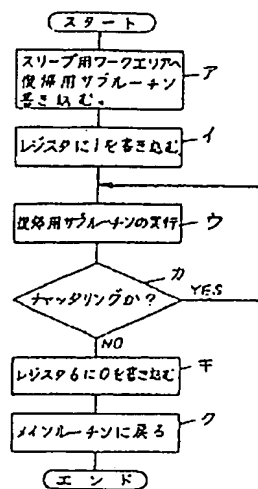 スタート
スリープ用ワークエリアへ
復帰用サブルーチン
書き込む。
ア
レジスタに1を書き込む
イ
復帰用サブルーチンの実行
ウ
カ
チャッタリングか?
YES
NO
レジスタ6に0を書き込む
キ
メインルーチンに戻る
ク
エンド